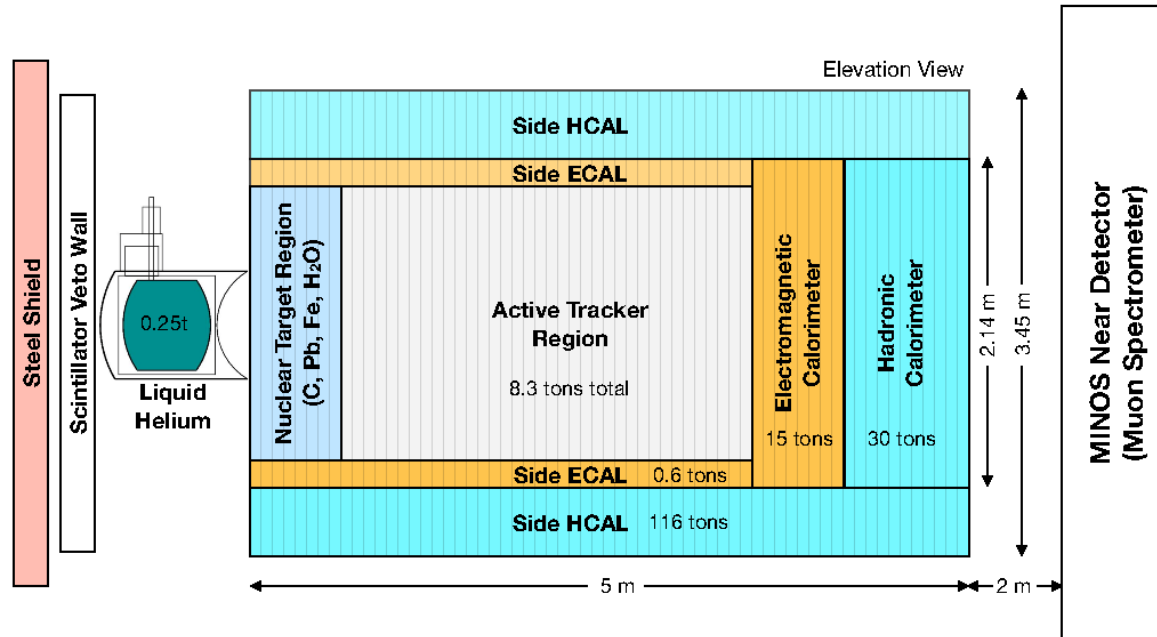 Elevation View
Steel Shield
Scintillator Veto Wall
0.25t
Liquid
Helium
Side HCAL
Side ECAL
Nuclear Target Region
(C, Pb, Fe, H₂O)
Active Tracker
Region
8.3 tons total
Electromagnetic
Calorimeter
15 tons
Hadronic
Calorimeter
30 tons
Side ECAL 0.6 tons
Side HCAL 116 tons
2.14 m
3.45 m
5 m
2 m
MINOS Near Detector
(Muon Spectrometer)